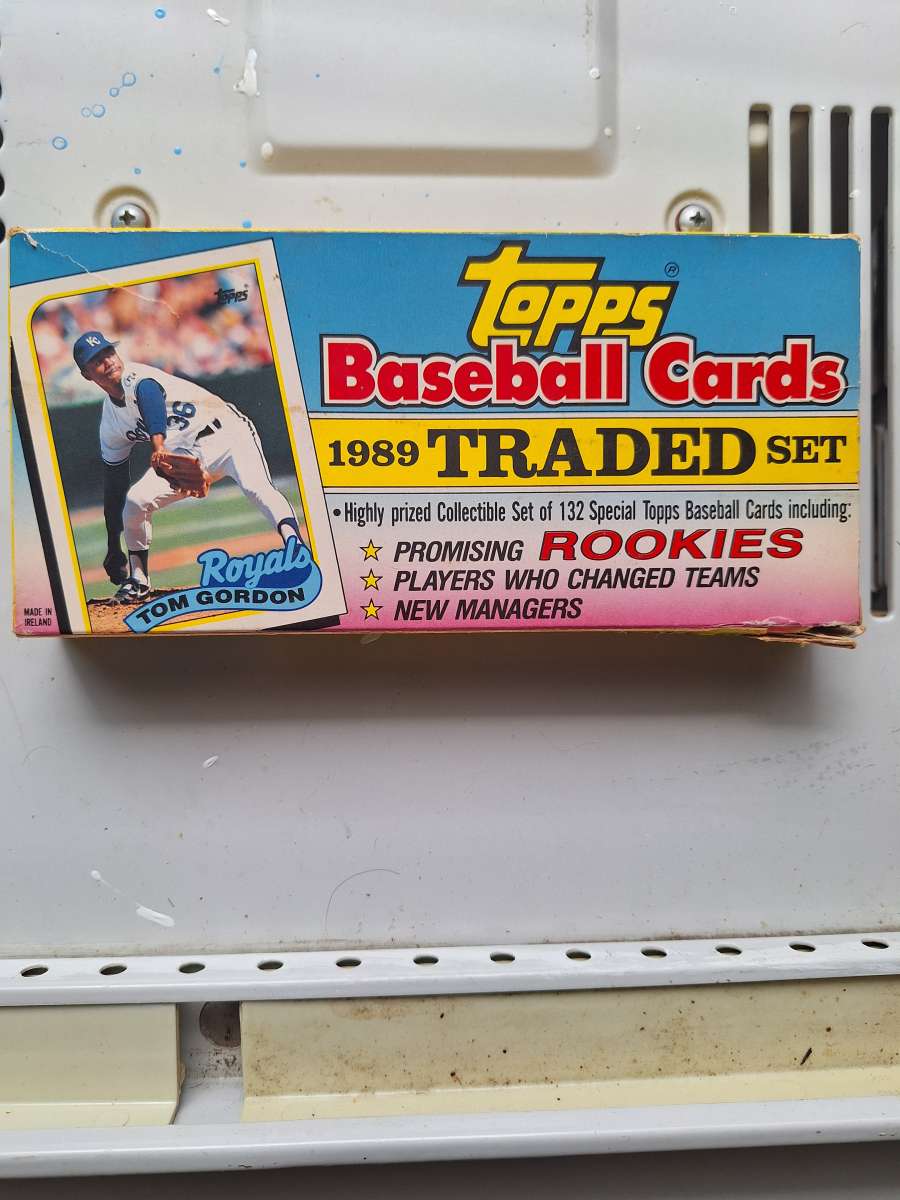 Topps ®
Baseball Cards
1989 TRADED SET
• Highly prized Collectible Set of 132 Special Topps Baseball Cards including:
PROMISING ROOKIES
PLAYERS WHO CHANGED TEAMS
NEW MANAGERS
Topps
KC
36
Royals
TOM GORDON
MADE IN
IRELAND